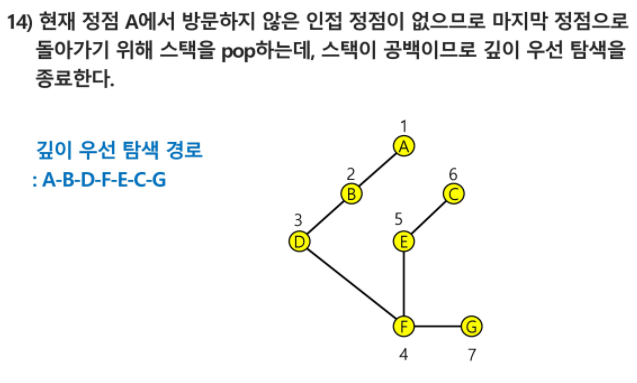 14) 현재 정점 A에서 방문하지 않은 인접 정점이 없으므로 마지막 정점으로
돌아가기 위해 스택을 pop하는데, 스택이 공백이므로 깊이 우선 탐색을
종료한다.
깊이 우선 탐색 경로
: A-B-D-F-E-C-G
1
A
2
B
6
C
3
D
5
E
F
G
4
7